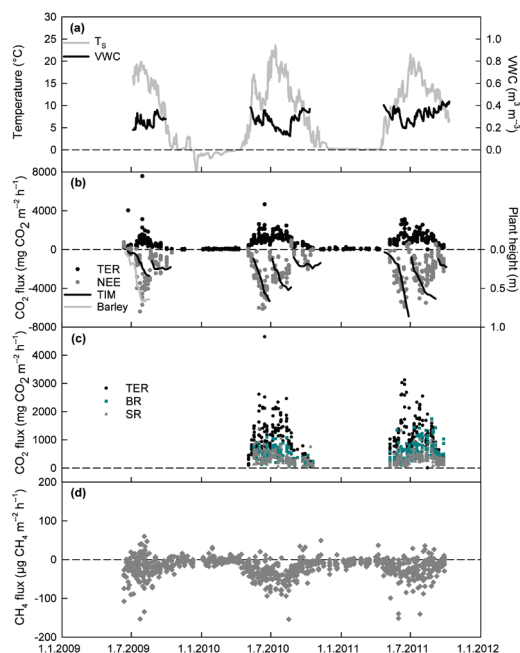 (a)
30
25
20
15
10
5
0
Temperature (°C)
T_S
VWC
1.0
0.8
0.6
0.4
0.2
0.0
VWC (m³ m⁻³)
(b)
8000
4000
0
-4000
-8000
CO₂ flux (mg CO₂ m⁻² h⁻¹)
TER
NEE
TIM
Barley
0.0
0.5
1.0
Plant height (m)
(c)
4000
3000
2000
1000
0
CO₂ flux (mg CO₂ m⁻² h⁻¹)
TER
BR
SR
(d)
200
100
0
-100
-200
CH₄ flux (µg CH₄ m⁻² h⁻¹)
1.1.2009
1.7.2009
1.1.2010
1.7.2010
1.1.2011
1.7.2011
1.1.2012